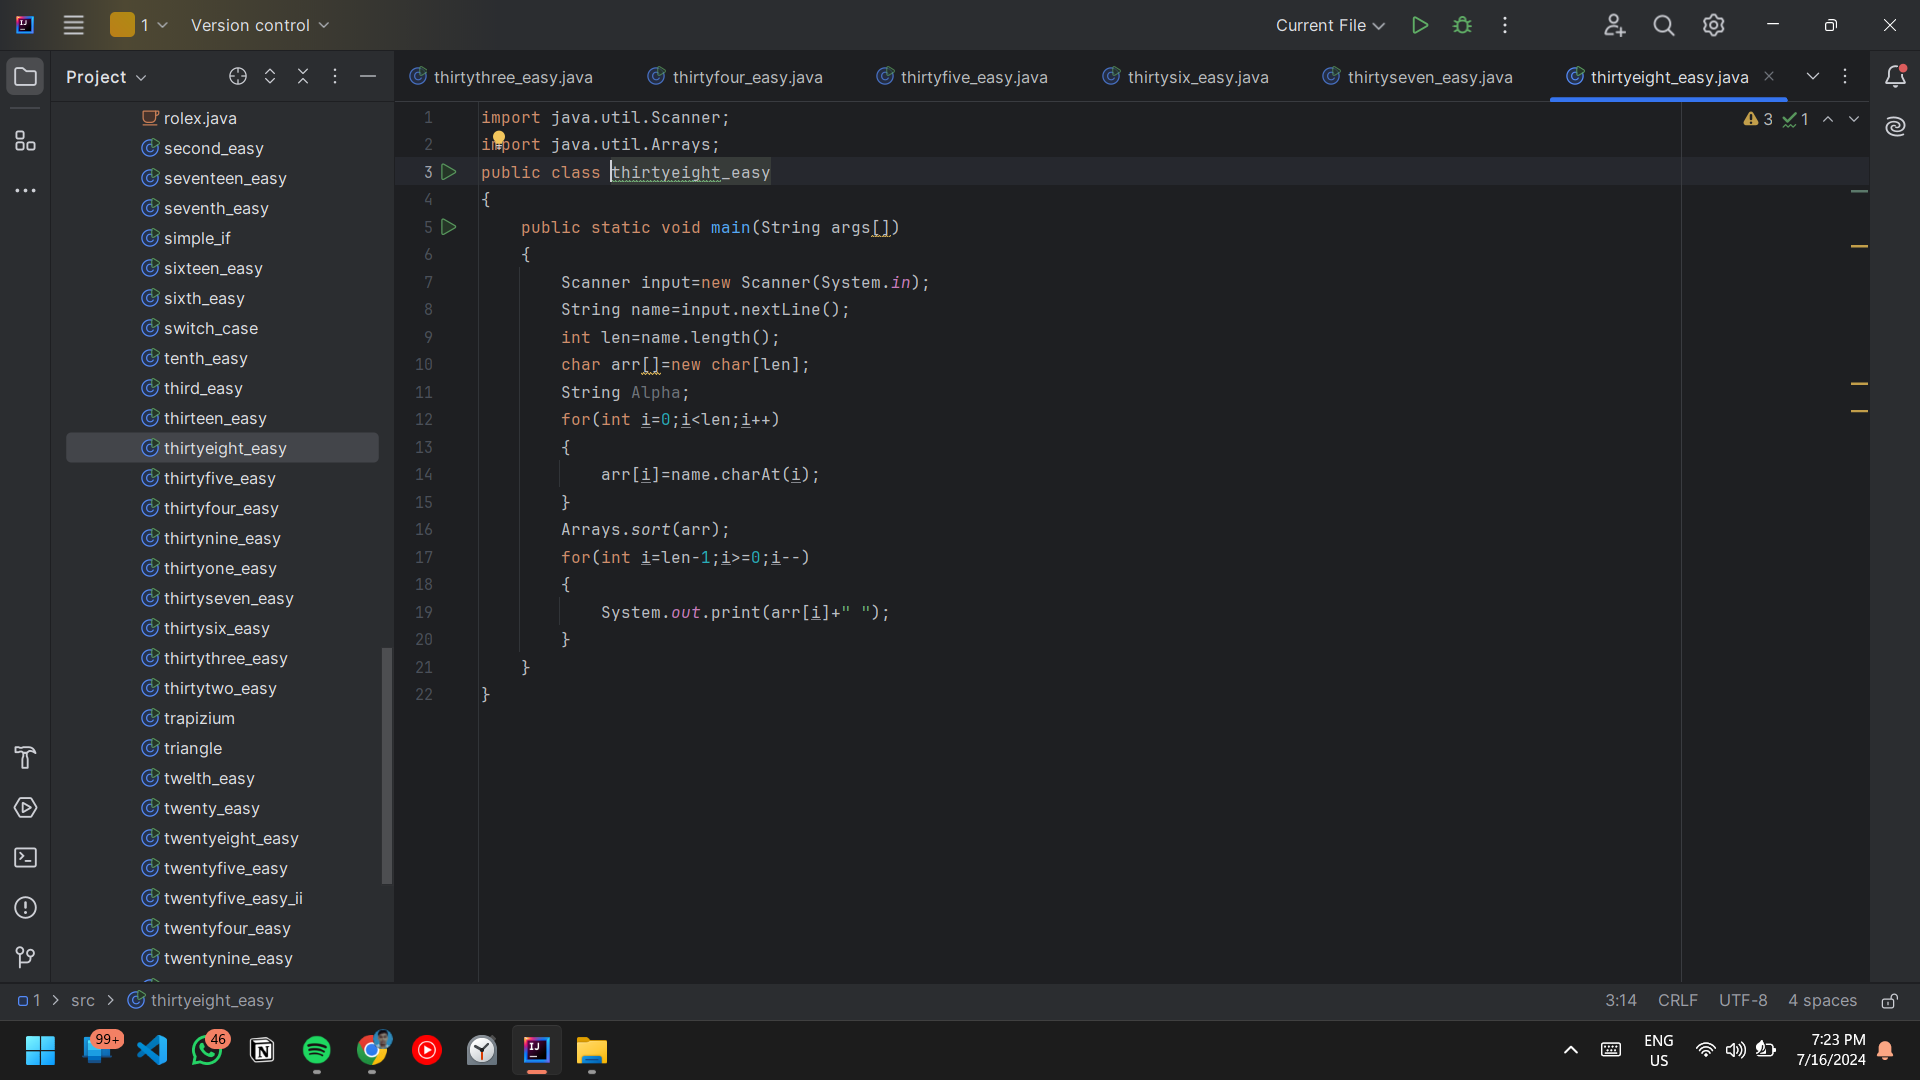 1 Version control Current File
Project
thirtythree_easy.java thirtyfour_easy.java thirtyfive_easy.java thirtysix_easy.java thirtyseven_easy.java thirtyeight_easy.java
rolex.java
second_easy
seventeen_easy
seventh_easy
simple_if
sixteen_easy
sixth_easy
switch_case
tenth_easy
third_easy
thirteen_easy
thirtyeight_easy
thirtyfive_easy
thirtyfour_easy
thirtynine_easy
thirtyone_easy
thirtyseven_easy
thirtysix_easy
thirtythree_easy
thirtytwo_easy
trapizium
triangle
twelth_easy
twenty_easy
twentyeight_easy
twentyfive_easy
twentyfive_easy_ii
twentyfour_easy
twentynine_easy
3 1
1 import java.util.Scanner;
2 import java.util.Arrays;
3 public class thirtyeight_easy
4 {
5 public static void main(String args[])
6 {
7 Scanner input=new Scanner(System.in);
8 String name=input.nextLine();
9 int len=name.length();
10 char arr[]=new char[len];
11 String Alpha;
12 for(int i=0;i<len;i++)
13 {
14 arr[i]=name.charAt(i);
15 }
16 Arrays.sort(arr);
17 for(int i=len-1;i>=0;i--)
18 {
19 System.out.print(arr[i]+" ");
20 }
21 }
22 }
1 > src > thirtyeight_easy
3:14 CRLF UTF-8 4 spaces
99+ 46
ENG
US
7:23 PM
7/16/2024